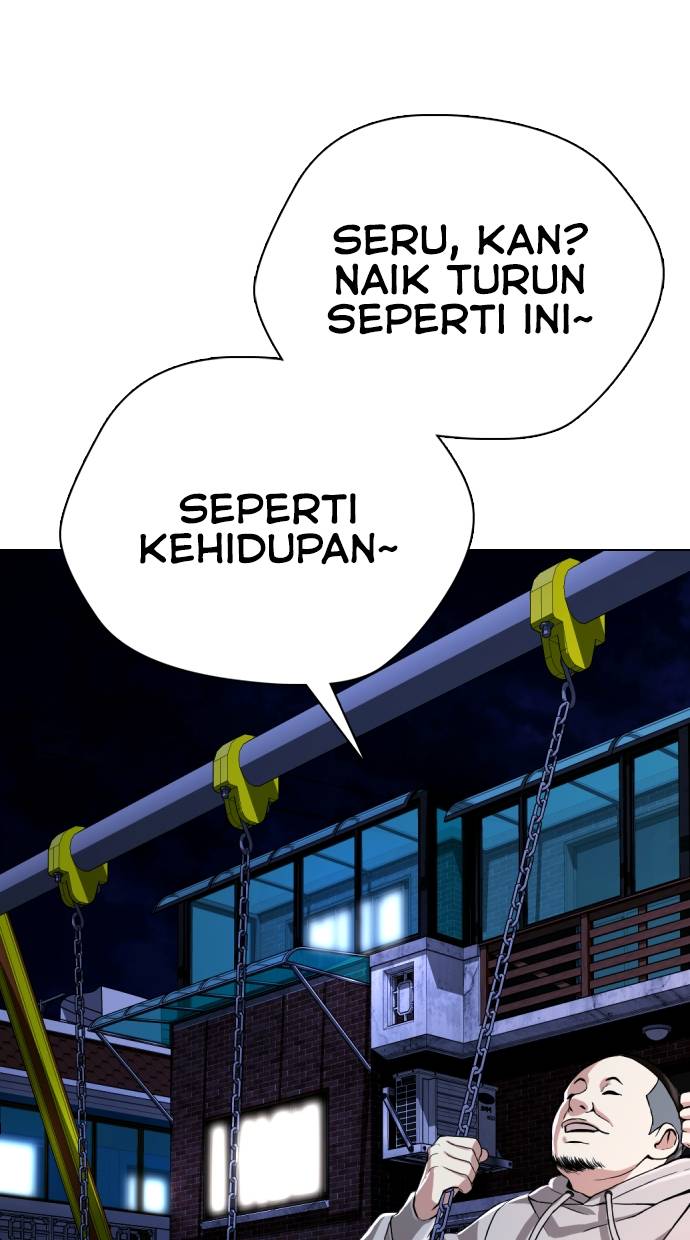 SERU, KAN?
NAIK TURUN
SEPERTI INI~
SEPERTI
KEHIDUPAN~